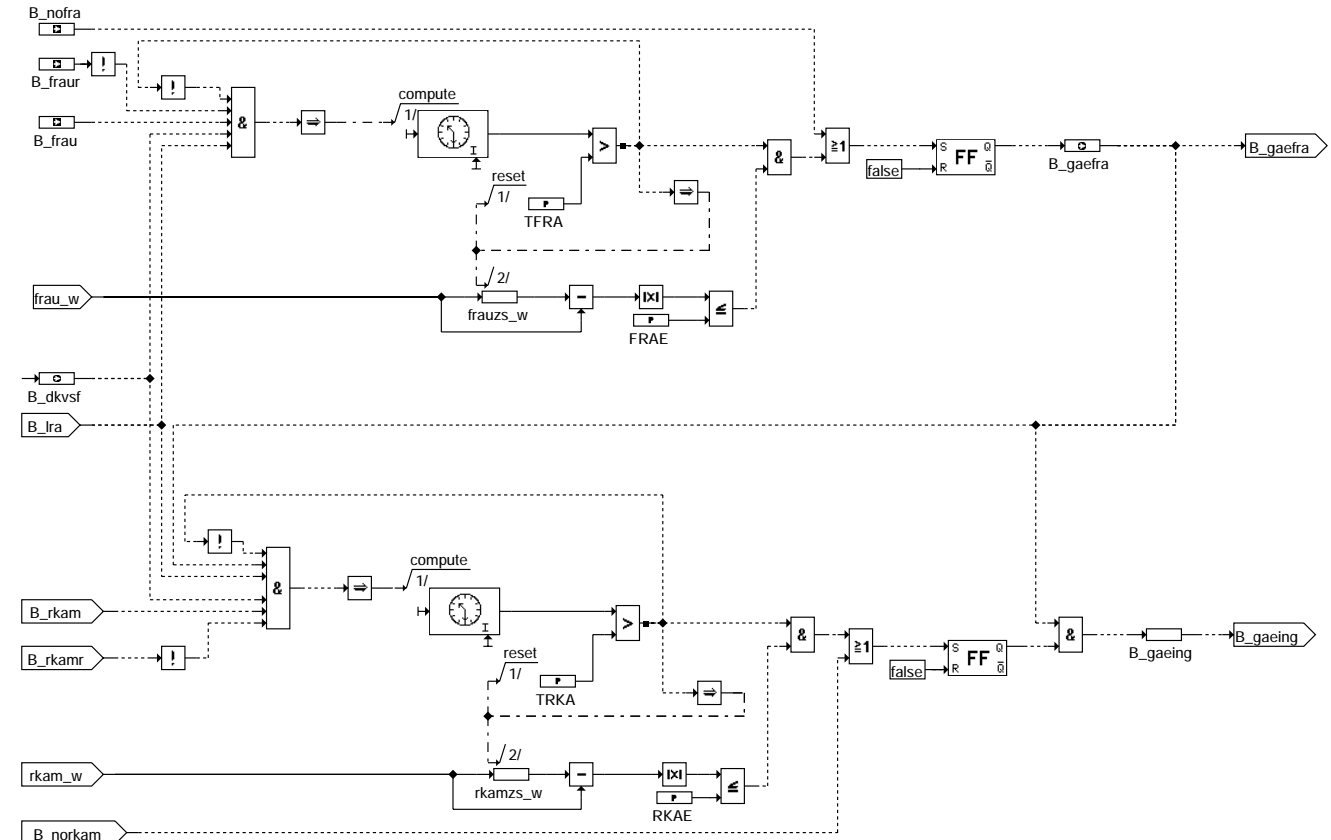 B_nofra
!
B_fraur
!
B_frau
&
⇒
compute
1/
I
>
&
≥1
S Q
FF
R Q̅
false
B_gaefra
B_gaefra
reset
1/
P
TFRA
⇒
2/
frau_w
frauzs_w
-
|x|
P
FRAE
≤
B_dkvsf
B_lra
!
&
⇒
compute
1/
I
>
B_rkam
B_rkamr
!
&
≥1
S Q
FF
R Q̅
false
&
B_gaeing
B_gaeing
reset
1/
P
TRKA
⇒
2/
rkam_w
rkamzs_w
-
|x|
P
RKAE
≤
B_norkam